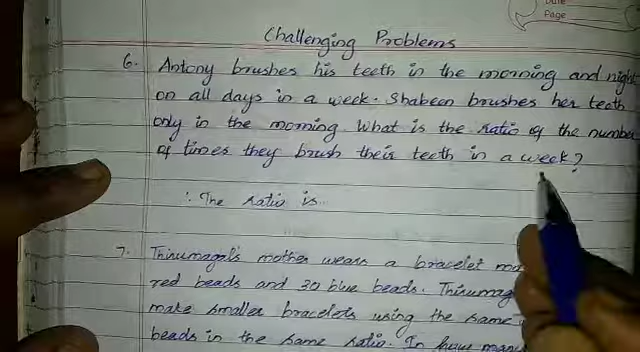 Date
Page
Challenging Problems
6. Antony brushes his teeth in the morning and night
on all days in a week. Shabeen brushes her teeth
only in the morning. What is the ratio of the number
of times they brush their teeth in a week?
∴ The ratio is
7. Thirumagal's mother wears a bracelet
red beads and 30 blue beads.
make smaller bracelets using the same
beads in the same ratio. In how many